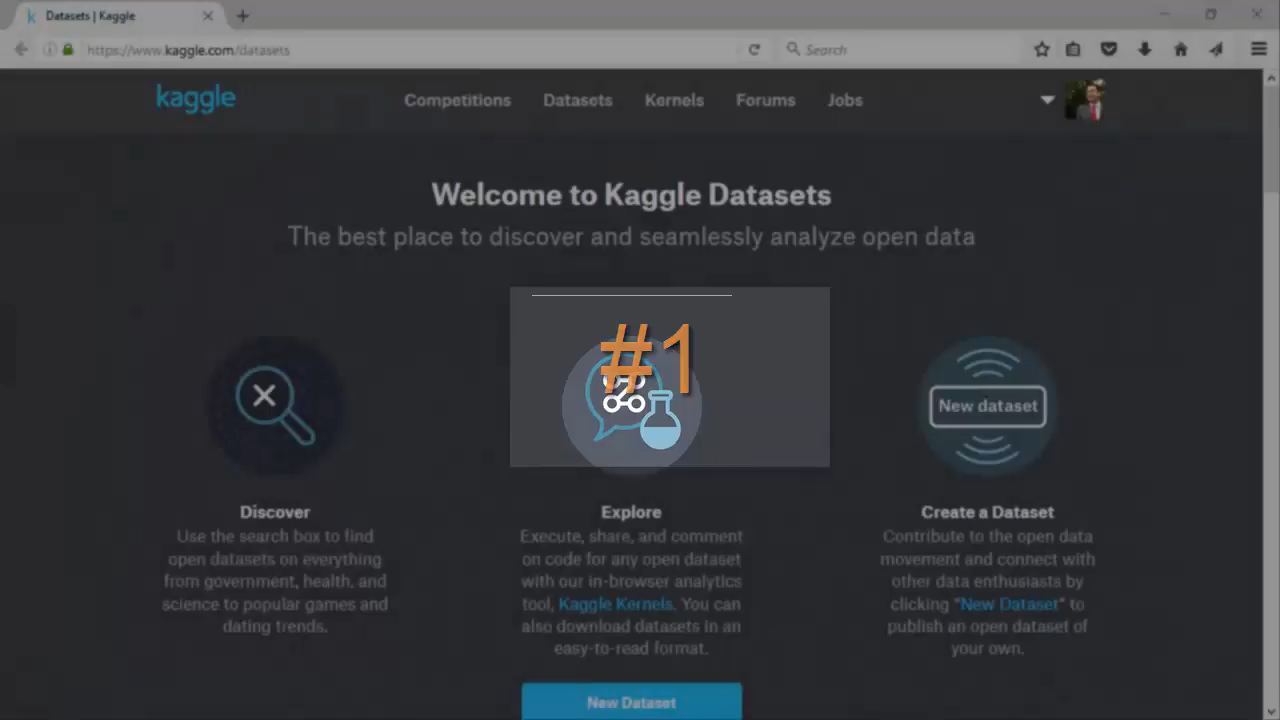 Datasets | Kaggle
https://www.kaggle.com/datasets
Search
kaggle
Competitions Datasets Kernels Forums Jobs
Welcome to Kaggle Datasets
The best place to discover and seamlessly analyze open data
#1
New dataset
Discover
Use the search box to find
open datasets on everything
from government, health, and
science to popular games and
dating trends.
Explore
Execute, share, and comment
on code for any open dataset
with our in-browser analytics
tool, Kaggle Kernels. You can
also download datasets in an
easy-to-read format.
Create a Dataset
Contribute to the open data
movement and connect with
other data enthusiasts by
clicking "New Dataset" to
publish an open dataset of
your own.
New Dataset